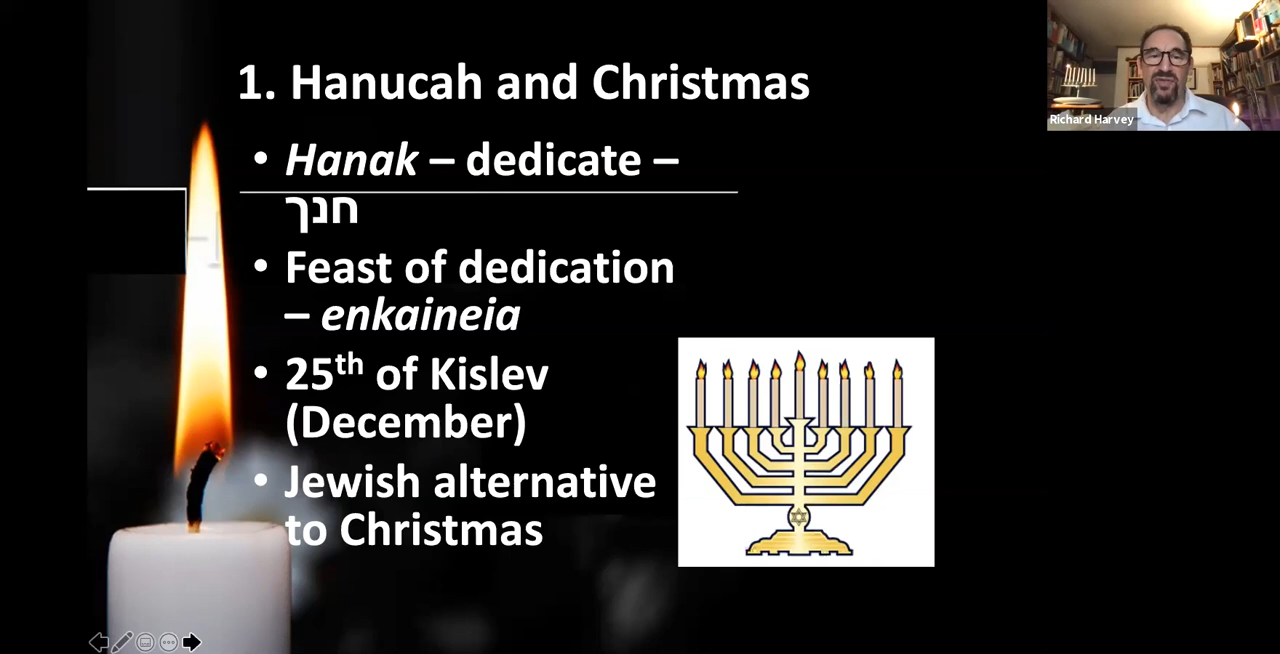 1. Hanucah and Christmas
• Hanak – dedicate –
חנך
• Feast of dedication
– enkaineia
• 25th of Kislev
(December)
• Jewish alternative
to Christmas
Richard Harvey